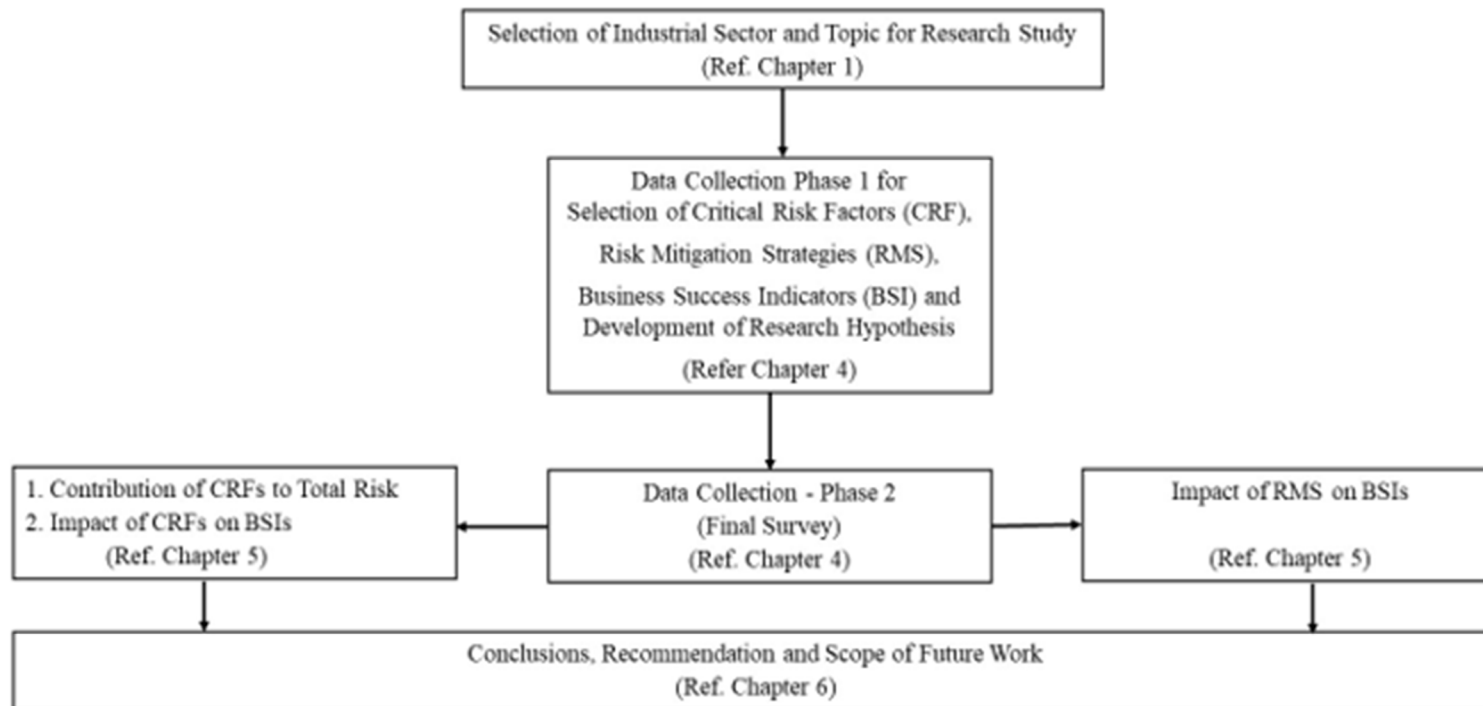 Selection of Industrial Sector and Topic for Research Study
(Ref. Chapter 1)
Data Collection Phase 1 for
Selection of Critical Risk Factors (CRF),
Risk Mitigation Strategies (RMS),
Business Success Indicators (BSI) and
Development of Research Hypothesis
(Refer Chapter 4)
1. Contribution of CRFs to Total Risk
2. Impact of CRFs on BSIs
(Ref. Chapter 5)
Data Collection - Phase 2
(Final Survey)
(Ref. Chapter 4)
Impact of RMS on BSIs
(Ref. Chapter 5)
Conclusions, Recommendation and Scope of Future Work
(Ref. Chapter 6)